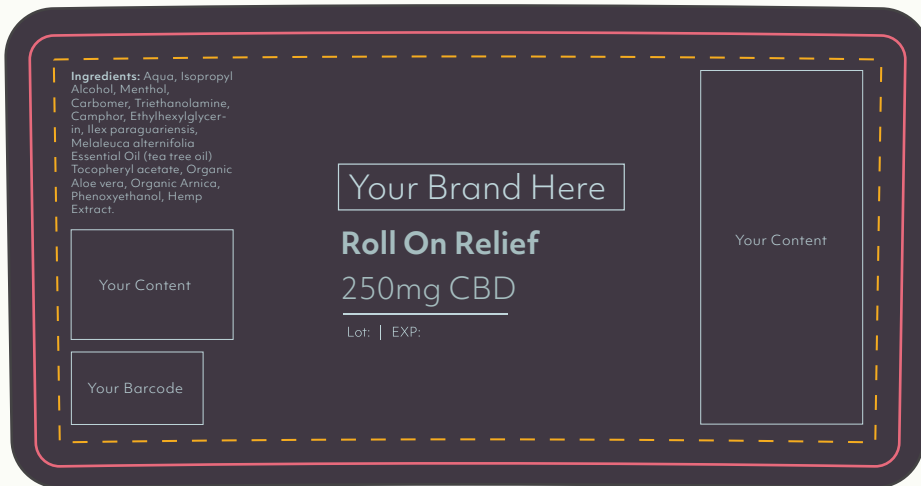 Ingredients: Aqua, Isopropyl
Alcohol, Menthol,
Carbomer, Triethanolamine,
Camphor, Ethylhexylglycer-
in, Ilex paraguariensis,
Melaleuca alternifolia
Essential Oil (tea tree oil)
Tocopheryl acetate, Organic
Aloe vera, Organic Arnica,
Phenoxyethanol, Hemp
Extract.
Your Content
Your Barcode
Your Brand Here
Roll On Relief
250mg CBD
Lot: | EXP:
Your Content